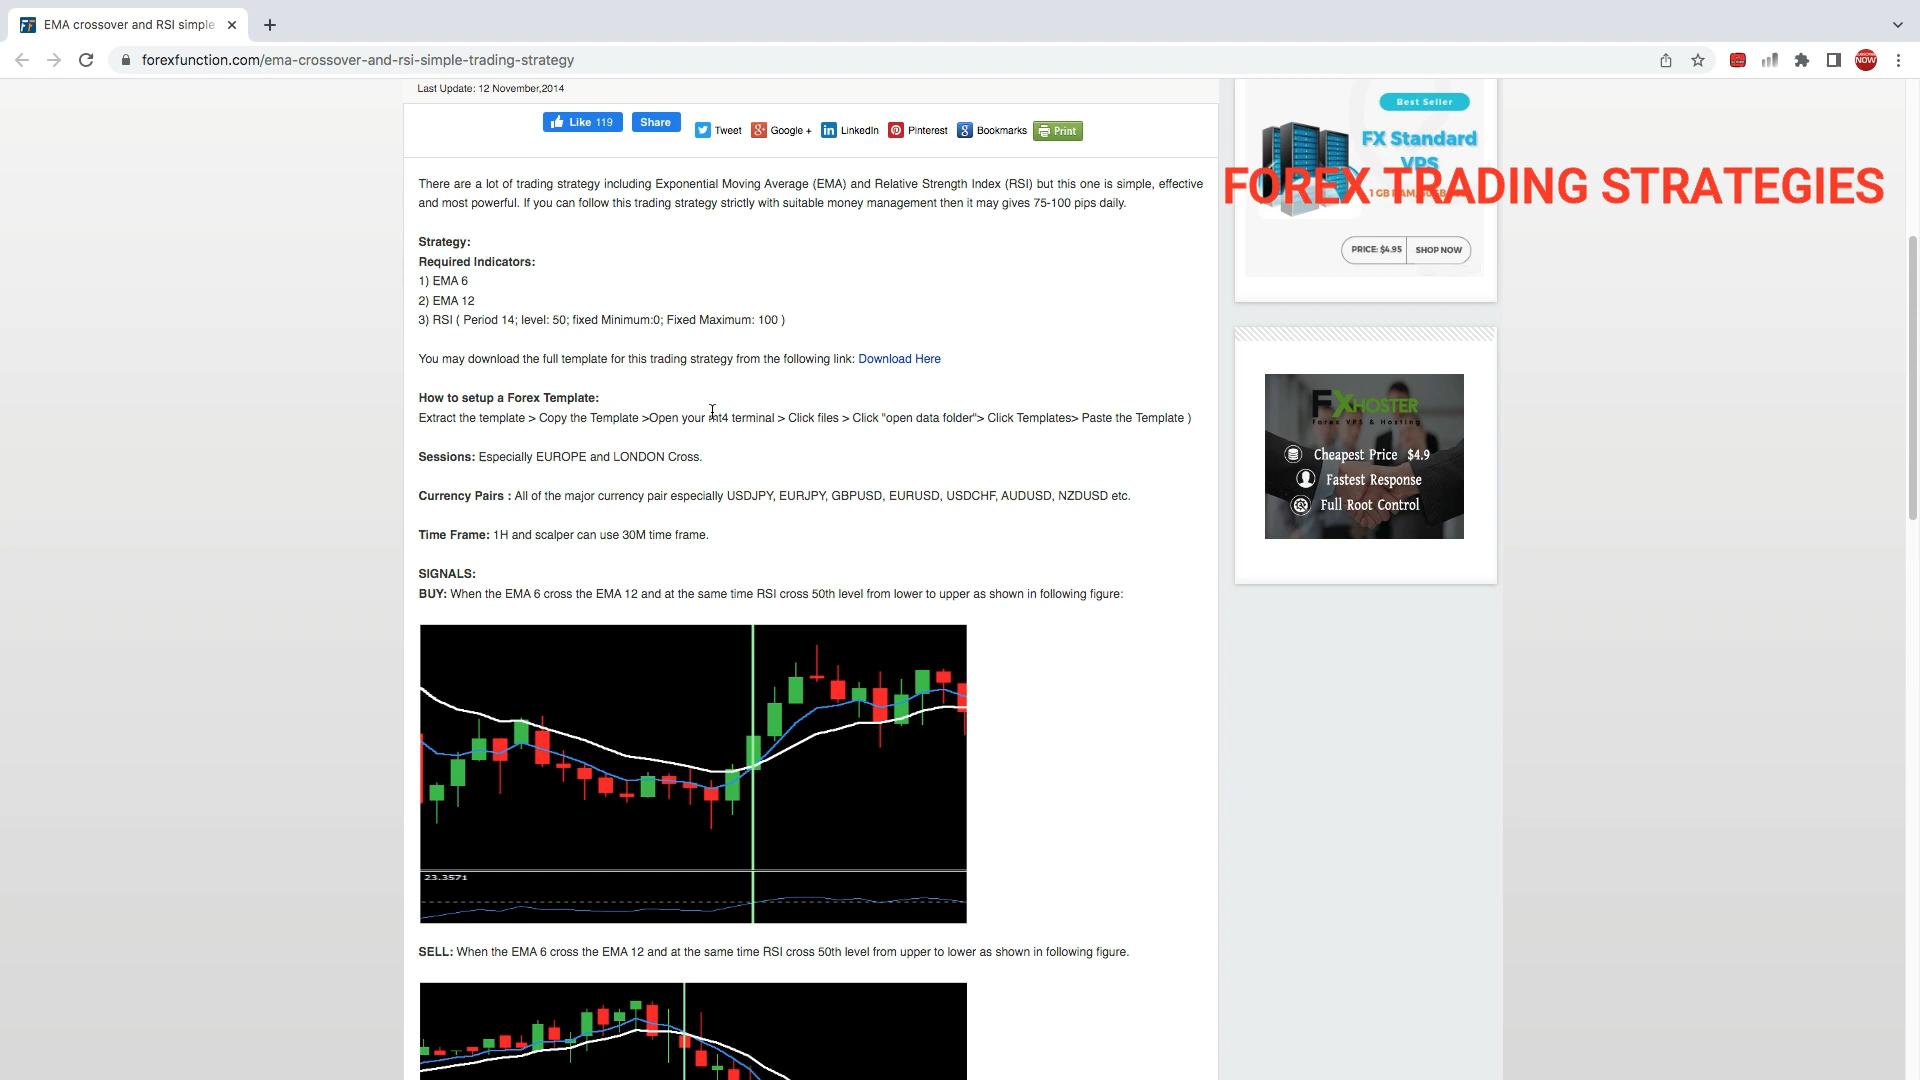 EMA crossover and RSI simple
forexfunction.com/ema-crossover-and-rsi-simple-trading-strategy
NOW
Last Update: 12 November,2014
Like 119
Share
Tweet
Google +
LinkedIn
Pinterest
Bookmarks
Print
There are a lot of trading strategy including Exponential Moving Average (EMA) and Relative Strength Index (RSI) but this one is simple, effective
and most powerful. If you can follow this trading strategy strictly with suitable money management then it may gives 75-100 pips daily.
Strategy:
Required Indicators:
1) EMA 6
2) EMA 12
3) RSI ( Period 14; level: 50; fixed Minimum:0; Fixed Maximum: 100 )
You may download the full template for this trading strategy from the following link: Download Here
How to setup a Forex Template:
Extract the template > Copy the Template >Open your mt4 terminal > Click files > Click "open data folder"> Click Templates> Paste the Template )
Sessions: Especially EUROPE and LONDON Cross.
Currency Pairs : All of the major currency pair especially USDJPY, EURJPY, GBPUSD, EURUSD, USDCHF, AUDUSD, NZDUSD etc.
Time Frame: 1H and scalper can use 30M time frame.
SIGNALS:
BUY: When the EMA 6 cross the EMA 12 and at the same time RSI cross 50th level from lower to upper as shown in following figure:
23.3571
SELL: When the EMA 6 cross the EMA 12 and at the same time RSI cross 50th level from upper to lower as shown in following figure.
Best Seller
FX Standard
VPS
FOREX TRADING STRATEGIES
1 GB
PRICE: $4.95
SHOP NOW
FXHOSTER
Forex VPS & Hosting
Cheapest Price $4.9
Fastest Response
Full Root Control